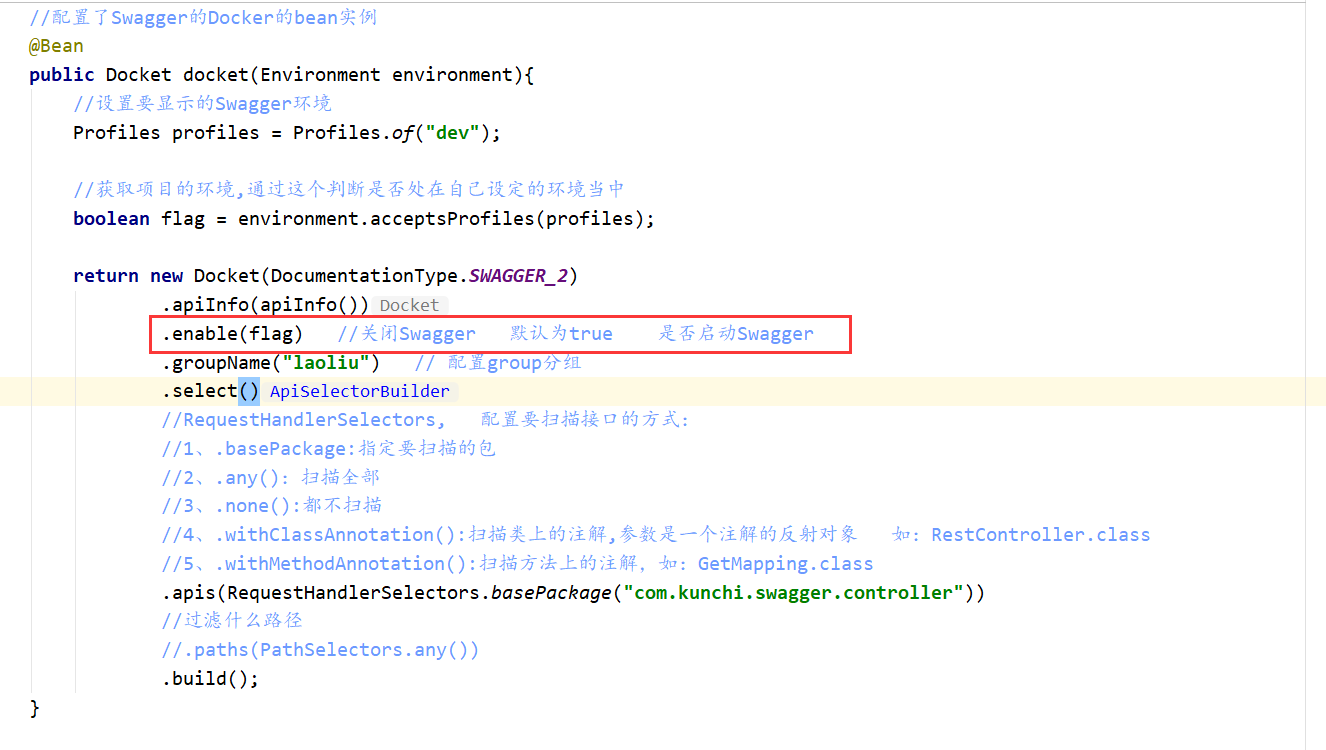 //配置了Swagger的Docker的bean实例
@Bean
public Docket docket(Environment environment){
//设置要显示的Swagger环境
Profiles profiles = Profiles.of("dev");
//获取项目的环境,通过这个判断是否处在自己设定的环境当中
boolean flag = environment.acceptsProfiles(profiles);
return new Docket(DocumentationType.SWAGGER_2)
.apiInfo(apiInfo()) Docket
.enable(flag)   //关闭Swagger   默认为true    是否启动Swagger
.groupName("laoliu")   // 配置group分组
.select() ApiSelectorBuilder
//RequestHandlerSelectors,   配置要扫描接口的方式:
//1、.basePackage:指定要扫描的包
//2、.any(): 扫描全部
//3、.none():都不扫描
//4、.withClassAnnotation():扫描类上的注解,参数是一个注解的反射对象   如: RestController.class
//5、.withMethodAnnotation():扫描方法上的注解, 如: GetMapping.class
.apis(RequestHandlerSelectors.basePackage("com.kunchi.swagger.controller"))
//过滤什么路径
//.paths(PathSelectors.any())
.build();
}